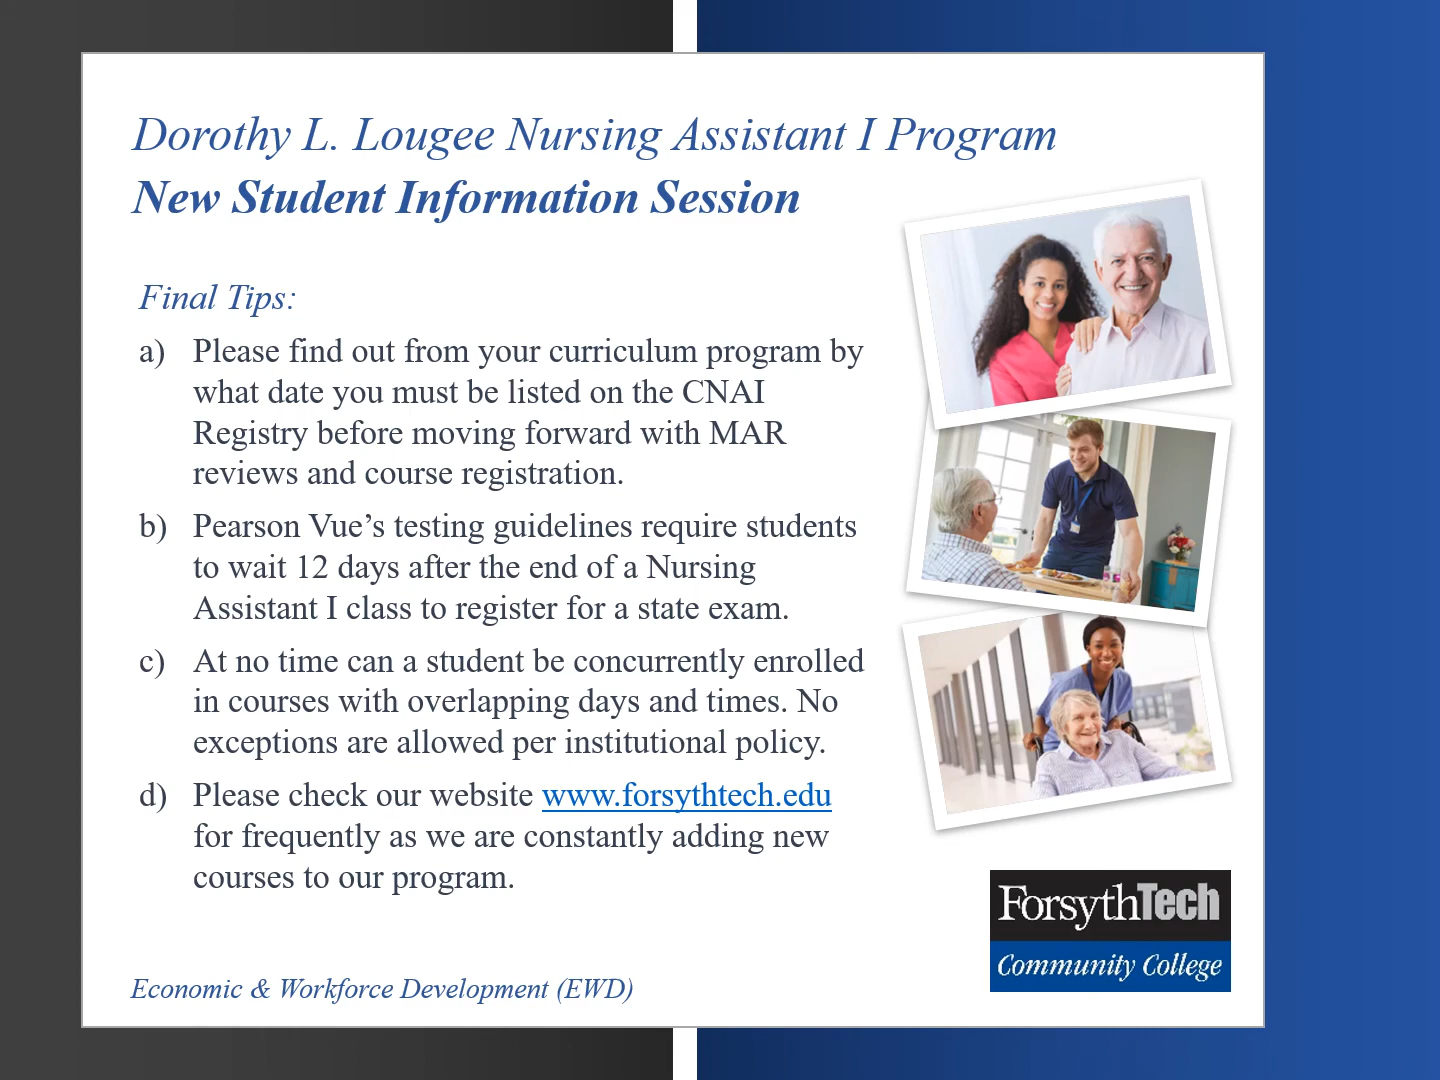 Dorothy L. Lougee Nursing Assistant I Program
New Student Information Session
Final Tips:
a) Please find out from your curriculum program by
what date you must be listed on the CNAI
Registry before moving forward with MAR
reviews and course registration.
b) Pearson Vue’s testing guidelines require students
to wait 12 days after the end of a Nursing
Assistant I class to register for a state exam.
c) At no time can a student be concurrently enrolled
in courses with overlapping days and times. No
exceptions are allowed per institutional policy.
d) Please check our website www.forsythtech.edu
for frequently as we are constantly adding new
courses to our program.
ForsythTech
Community College
Economic & Workforce Development (EWD)